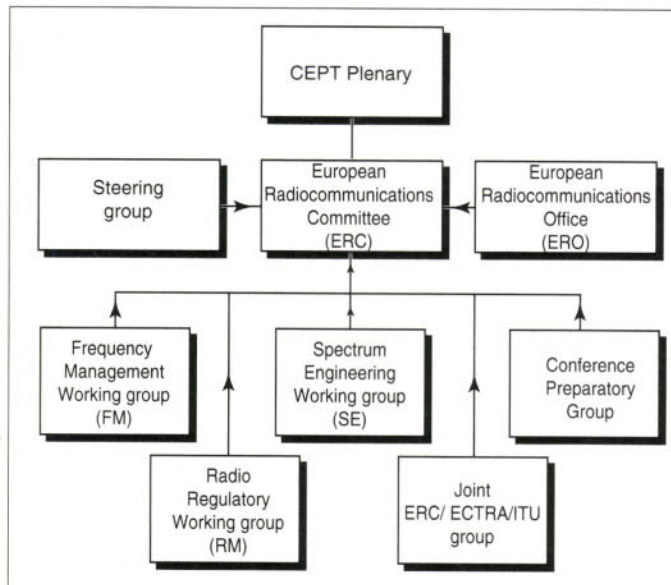 CEPT Plenary
Steering
group
European
Radiocommunications
Committee
(ERC)
European
Radiocommunications
Office
(ERO)
Frequency
Management
Working group
(FM)
Spectrum
Engineering
Working group
(SE)
Conference
Preparatory
Group
Radio
Regulatory
Working group
(RM)
Joint
ERC/ ECTRA/ITU
group